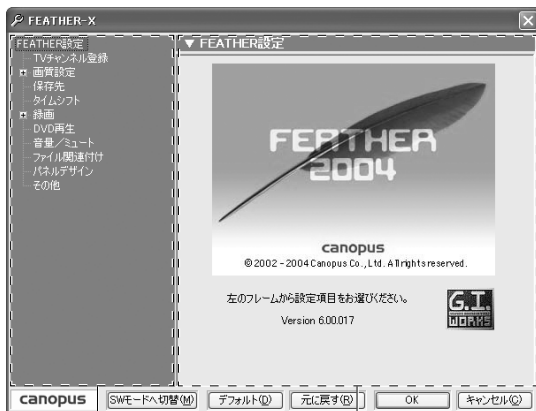 FEATHER-X
FEATHER設定
TVチャンネル登録
画質設定
保存先
タイムシフト
録画
DVD再生
音量／ミュート
ファイル関連付け
パネルデザイン
その他
▼ FEATHER設定
FEATHER
2004
canopus
©2002 - 2004 Canopus Co., Ltd. All rights reserved.
左のフレームから設定項目をお選びください。
Version 6.00.017
G.I.
WORKS
canopus
SWモードへ切替(M)
デフォルト(D)
元に戻す(R)
OK
キャンセル(C)